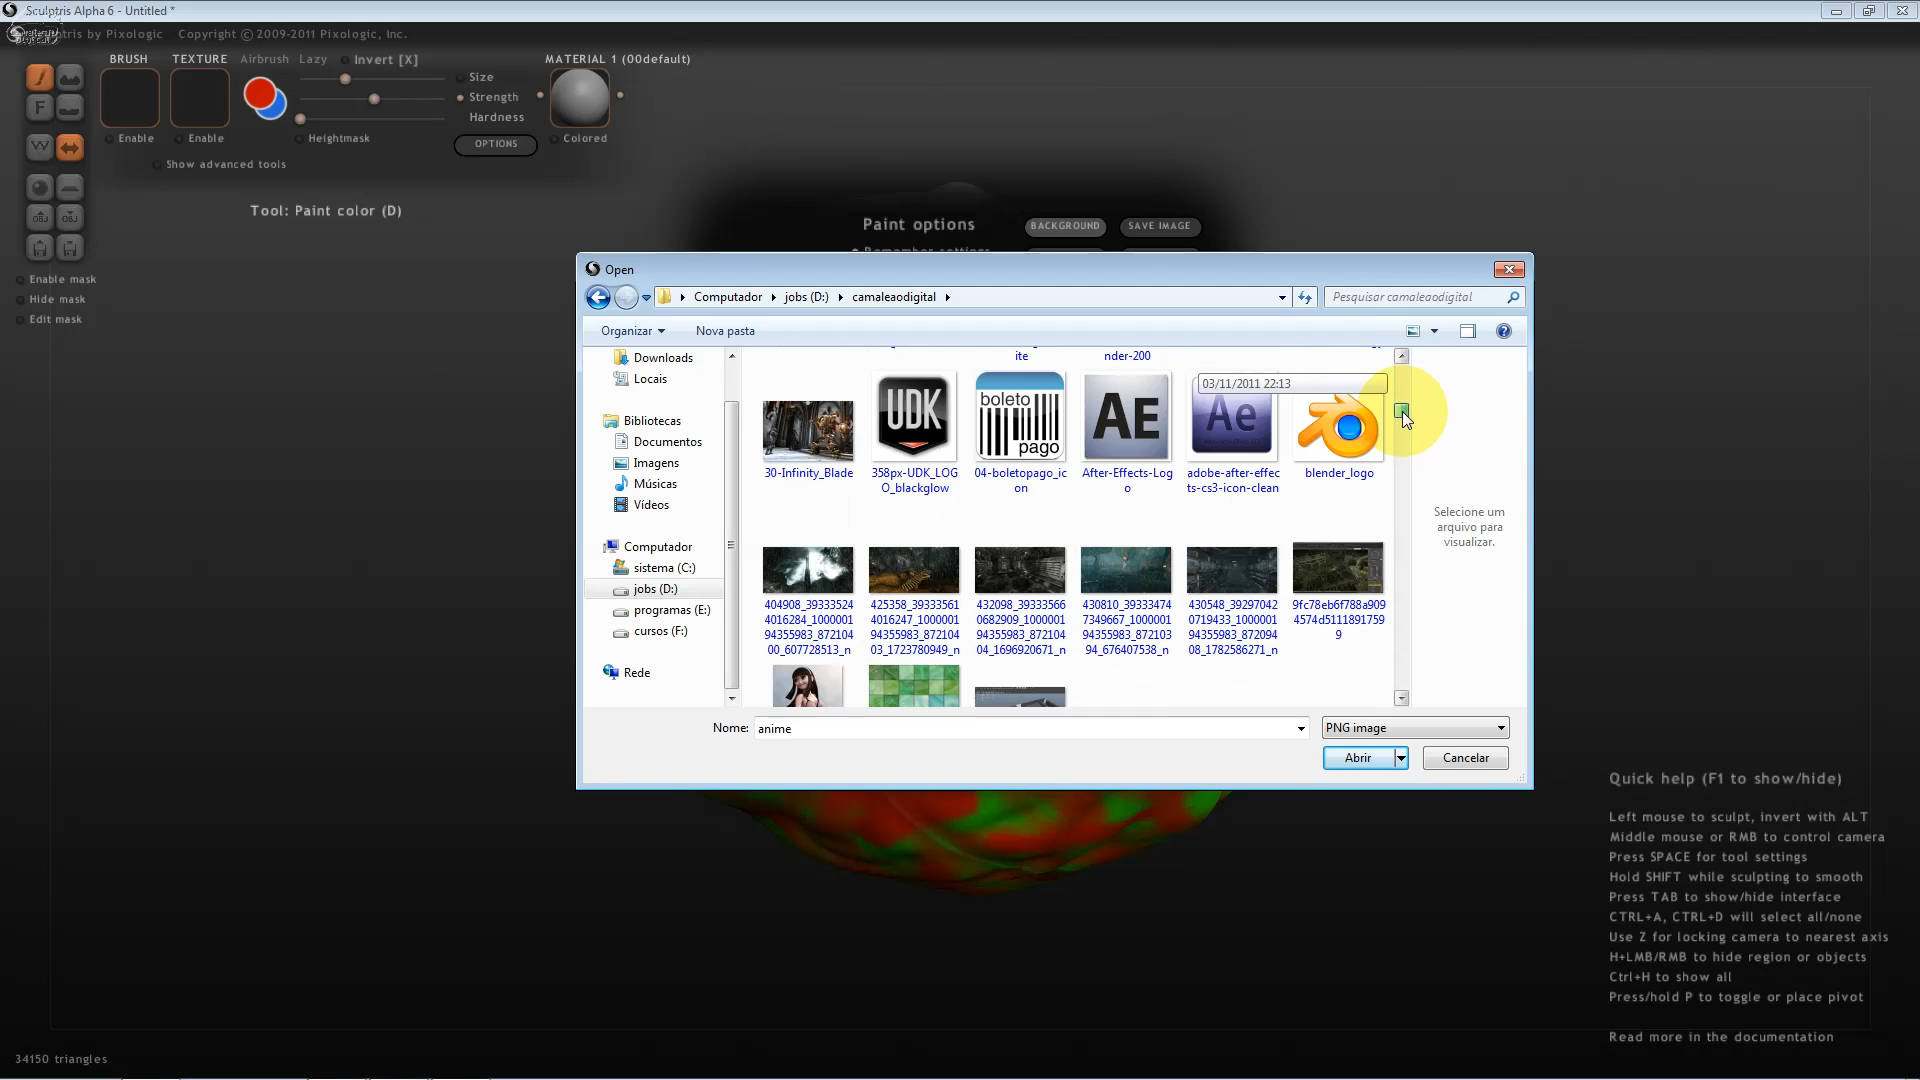 Sculptris Alpha 6 - Untitled *
by Pixologic Copyright © 2009-2011 Pixologic, Inc.
BRUSH TEXTURE Airbrush Lazy Invert [X] MATERIAL 1 (00default)
Size
Strength
Hardness
Enable Enable Heightmask OPTIONS Colored
Show advanced tools
F
OBJ OBJ
Tool: Paint color (D)
Enable mask
Hide mask
Edit mask
Paint options BACKGROUND SAVE IMAGE
Remember settings
Open
Computador jobs (D:) camaleaodigital Pesquisar camaleaodigital
Organizar Nova pasta
Downloads
Locais
Bibliotecas
Documentos
Imagens
Músicas
Vídeos
Computador
sistema (C:)
jobs (D:)
programas (E:)
cursos (F:)
Rede
ite nder-200
03/11/2011 22:13
UDK
boleto
pago
AE
Ae
30-Infinity_Blade
358px-UDK_LOG
O_blackglow
04-boletopago_ic
on
After-Effects-Log
o
adobe-after-effec
ts-cs3-icon-clean
blender_logo
404908_39333524
4016284_1000001
94355983_872104
00_607728513_n
425358_39333561
4016247_1000001
94355983_872104
03_1723780949_n
432098_39333566
0682909_1000001
94355983_872104
04_1696920671_n
430810_39333474
7349667_1000001
94355983_872103
94_676407538_n
430548_39297042
0719433_1000001
94355983_872094
08_1782586271_n
9fc78eb6f788a909
4574d5111891759
9
Selecione um
arquivo para
visualizar.
Nome: anime PNG image
Abrir Cancelar
Quick help (F1 to show/hide)
Left mouse to sculpt, invert with ALT
Middle mouse or RMB to control camera
Press SPACE for tool settings
Hold SHIFT while sculpting to smooth
Press TAB to show/hide interface
CTRL+A, CTRL+D will select all/none
Use Z for locking camera to nearest axis
H+LMB/RMB to hide region or objects
Ctrl+H to show all
Press/hold P to toggle or place pivot
Read more in the documentation
34150 triangles